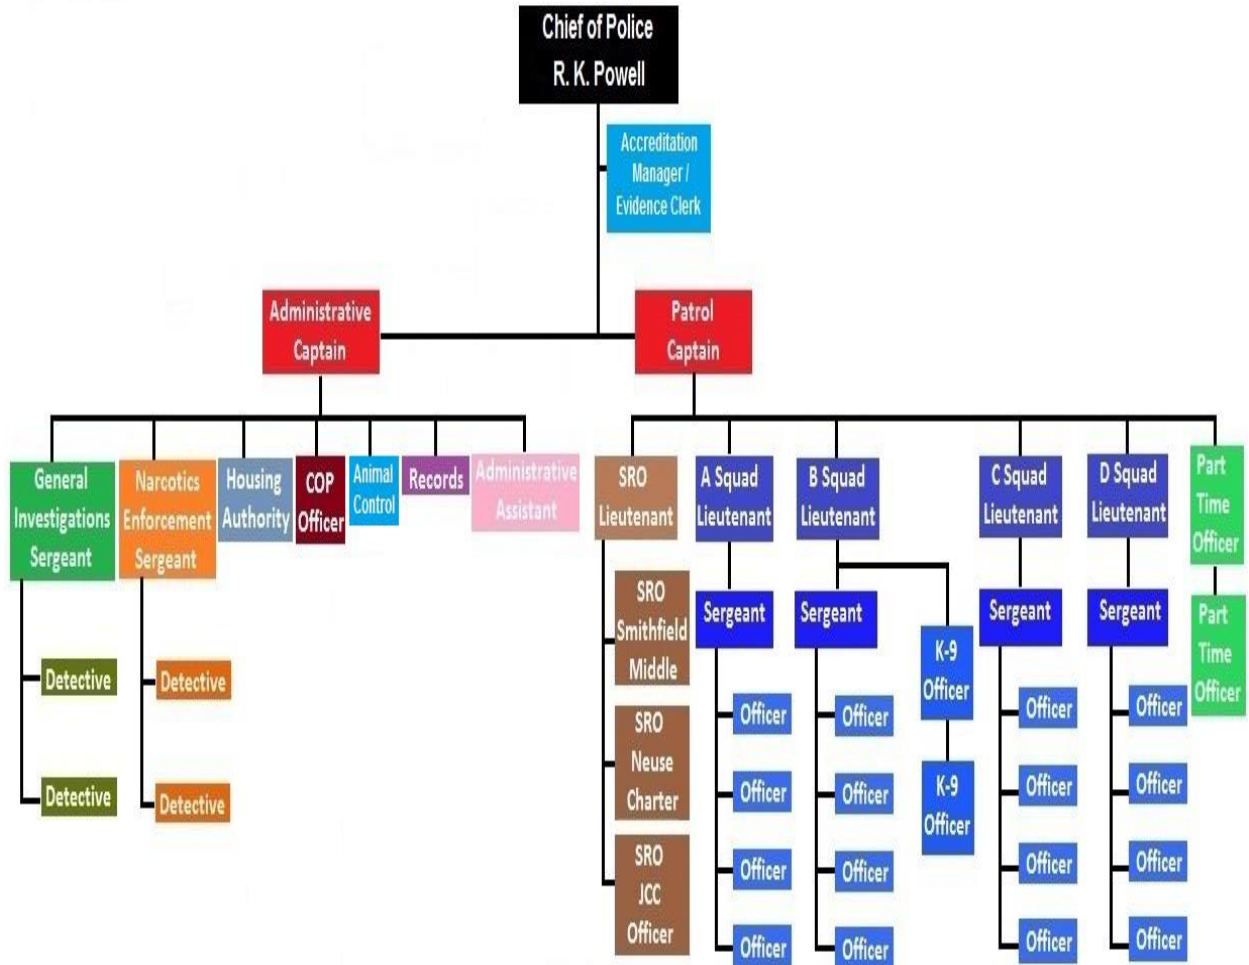 Chief of Police
R. K. Powell
Accreditation
Manager /
Evidence Clerk
Administrative
Captain
Patrol
Captain
General
Investigations
Sergeant
Narcotics
Enforcement
Sergeant
Housing
Authority
COP
Officer
Animal
Control
Records
Administrative
Assistant
SRO
Lieutenant
A Squad
Lieutenant
B Squad
Lieutenant
C Squad
Lieutenant
D Squad
Lieutenant
Part
Time
Officer
Detective
Detective
Detective
Detective
SRO
Smithfield
Middle
SRO
Neuse
Charter
SRO
JCC
Officer
Sergeant
Officer
Officer
Officer
Officer
Sergeant
Officer
Officer
Officer
Officer
K-9
Officer
K-9
Officer
Sergeant
Officer
Officer
Officer
Officer
Sergeant
Officer
Officer
Officer
Officer
Part
Time
Officer